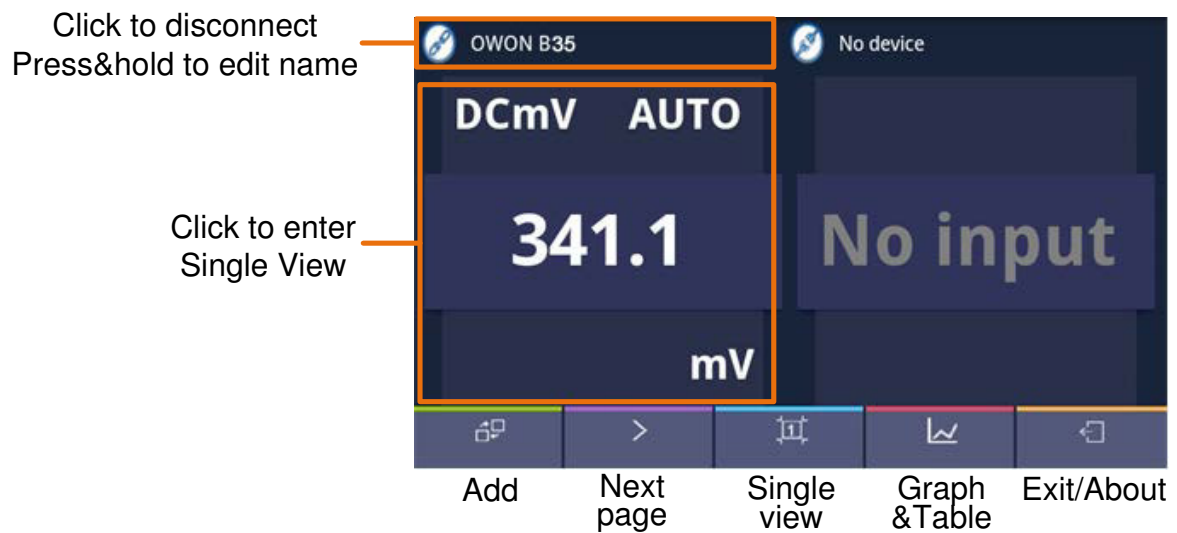 Click to disconnect
Press&hold to edit name
OWON B35
No device
DCmV AUTO
Click to enter
Single View
341.1
No input
mV
1
Add
Next
page
Single
view
Graph
&Table
Exit/About